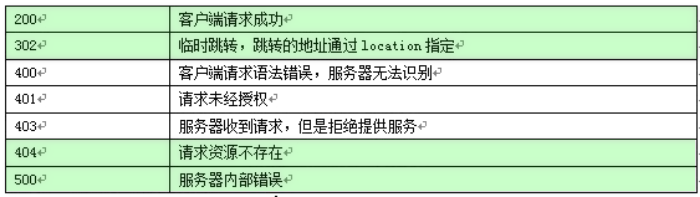 200 客户端请求成功
302 临时跳转，跳转的地址通过 location 指定
400 客户端请求语法错误，服务器无法识别
401 请求未经授权
403 服务器收到请求，但是拒绝提供服务
404 请求资源不存在
500 服务器内部错误